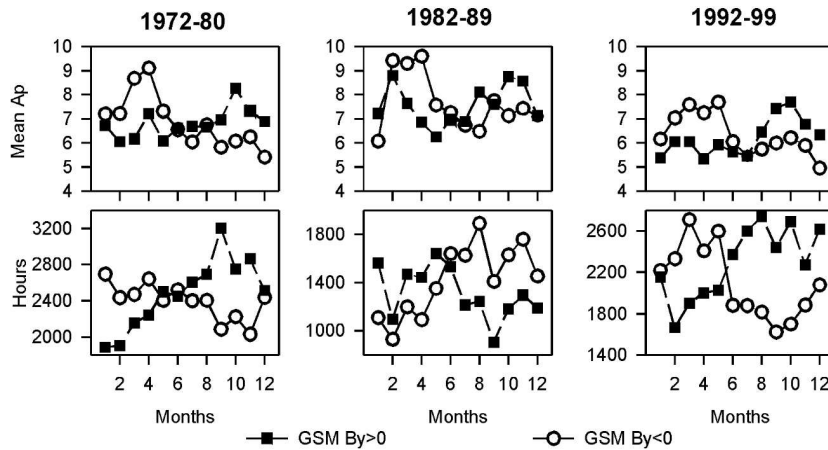 1972-80 1982-89 1992-99
Mean Ap
10 10 10
9 9 9
8 8 8
7 7 7
6 6 6
5 5 5
4 4 4
Hours
3200 1800 2600
2800 1400 2200
2400 1000 1800
2000 1400
2 4 6 8 10 12 2 4 6 8 10 12 2 4 6 8 10 12
Months Months Months
GSM By>0 GSM By<0